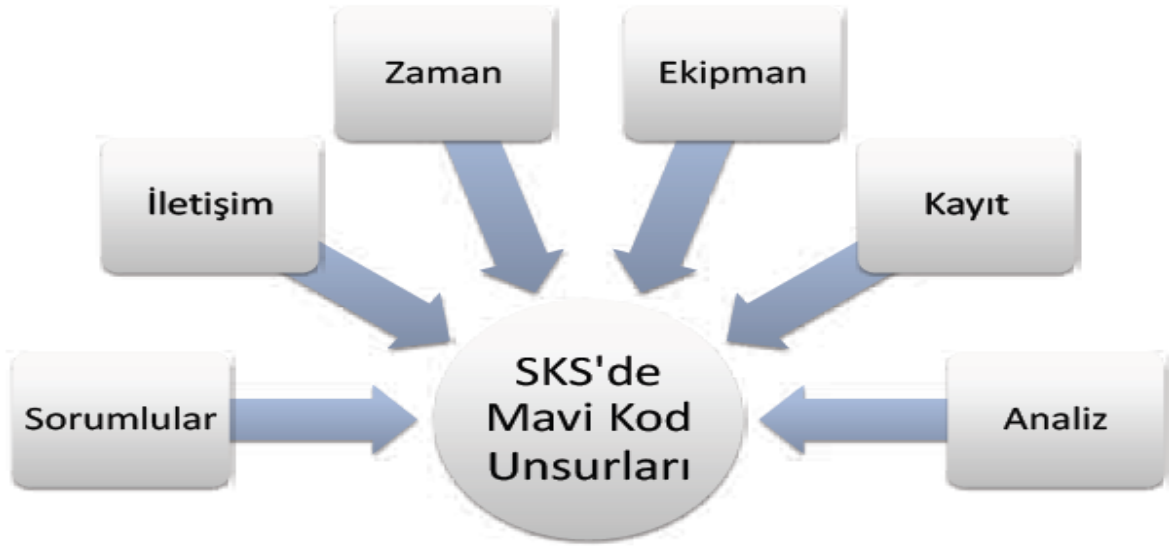 Zaman
Ekipman
İletişim
Kayıt
Sorumlular
SKS'de
Mavi Kod
Unsurları
Analiz